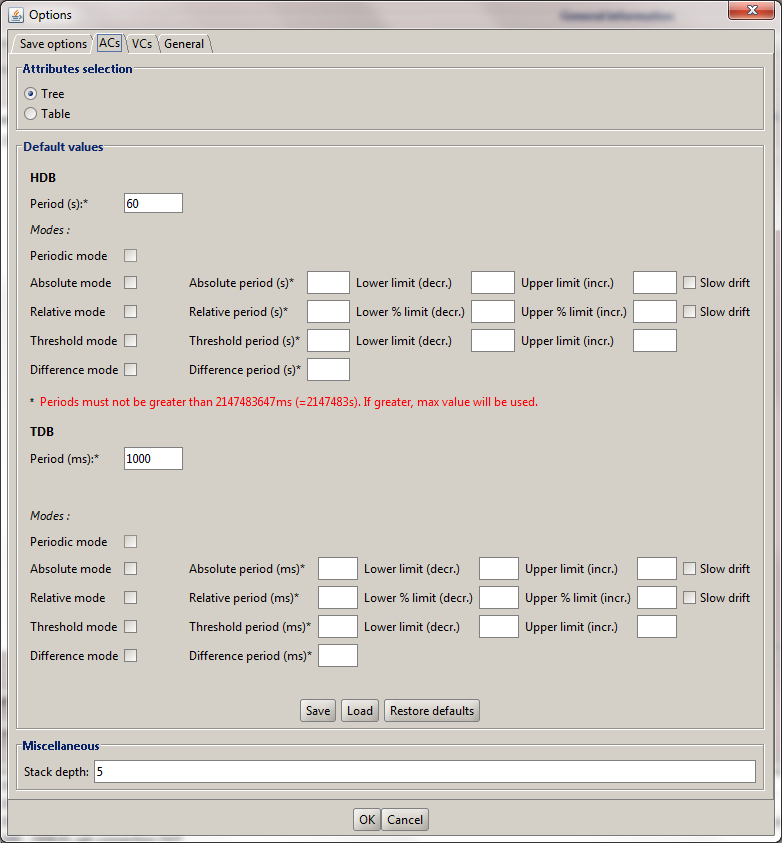 Options
General information
Save options ACs VCs General
Attributes selection
Tree
Table
Default values
HDB
Period (s):* 60
Modes :
Periodic mode
Absolute mode Absolute period (s)* Lower limit (decr.) Upper limit (incr.) Slow drift
Relative mode Relative period (s)* Lower % limit (decr.) Upper % limit (incr.) Slow drift
Threshold mode Threshold period (s)* Lower limit (decr.) Upper limit (incr.)
Difference mode Difference period (s)*
* Periods must not be greater than 2147483647ms (=2147483s). If greater, max value will be used.
TDB
Period (ms):* 1000
Modes :
Periodic mode
Absolute mode Absolute period (ms)* Lower limit (decr.) Upper limit (incr.) Slow drift
Relative mode Relative period (ms)* Lower % limit (decr.) Upper % limit (incr.) Slow drift
Threshold mode Threshold period (ms)* Lower limit (decr.) Upper limit (incr.)
Difference mode Difference period (ms)*
Save Load Restore defaults
Miscellaneous
Stack depth: 5
OK Cancel